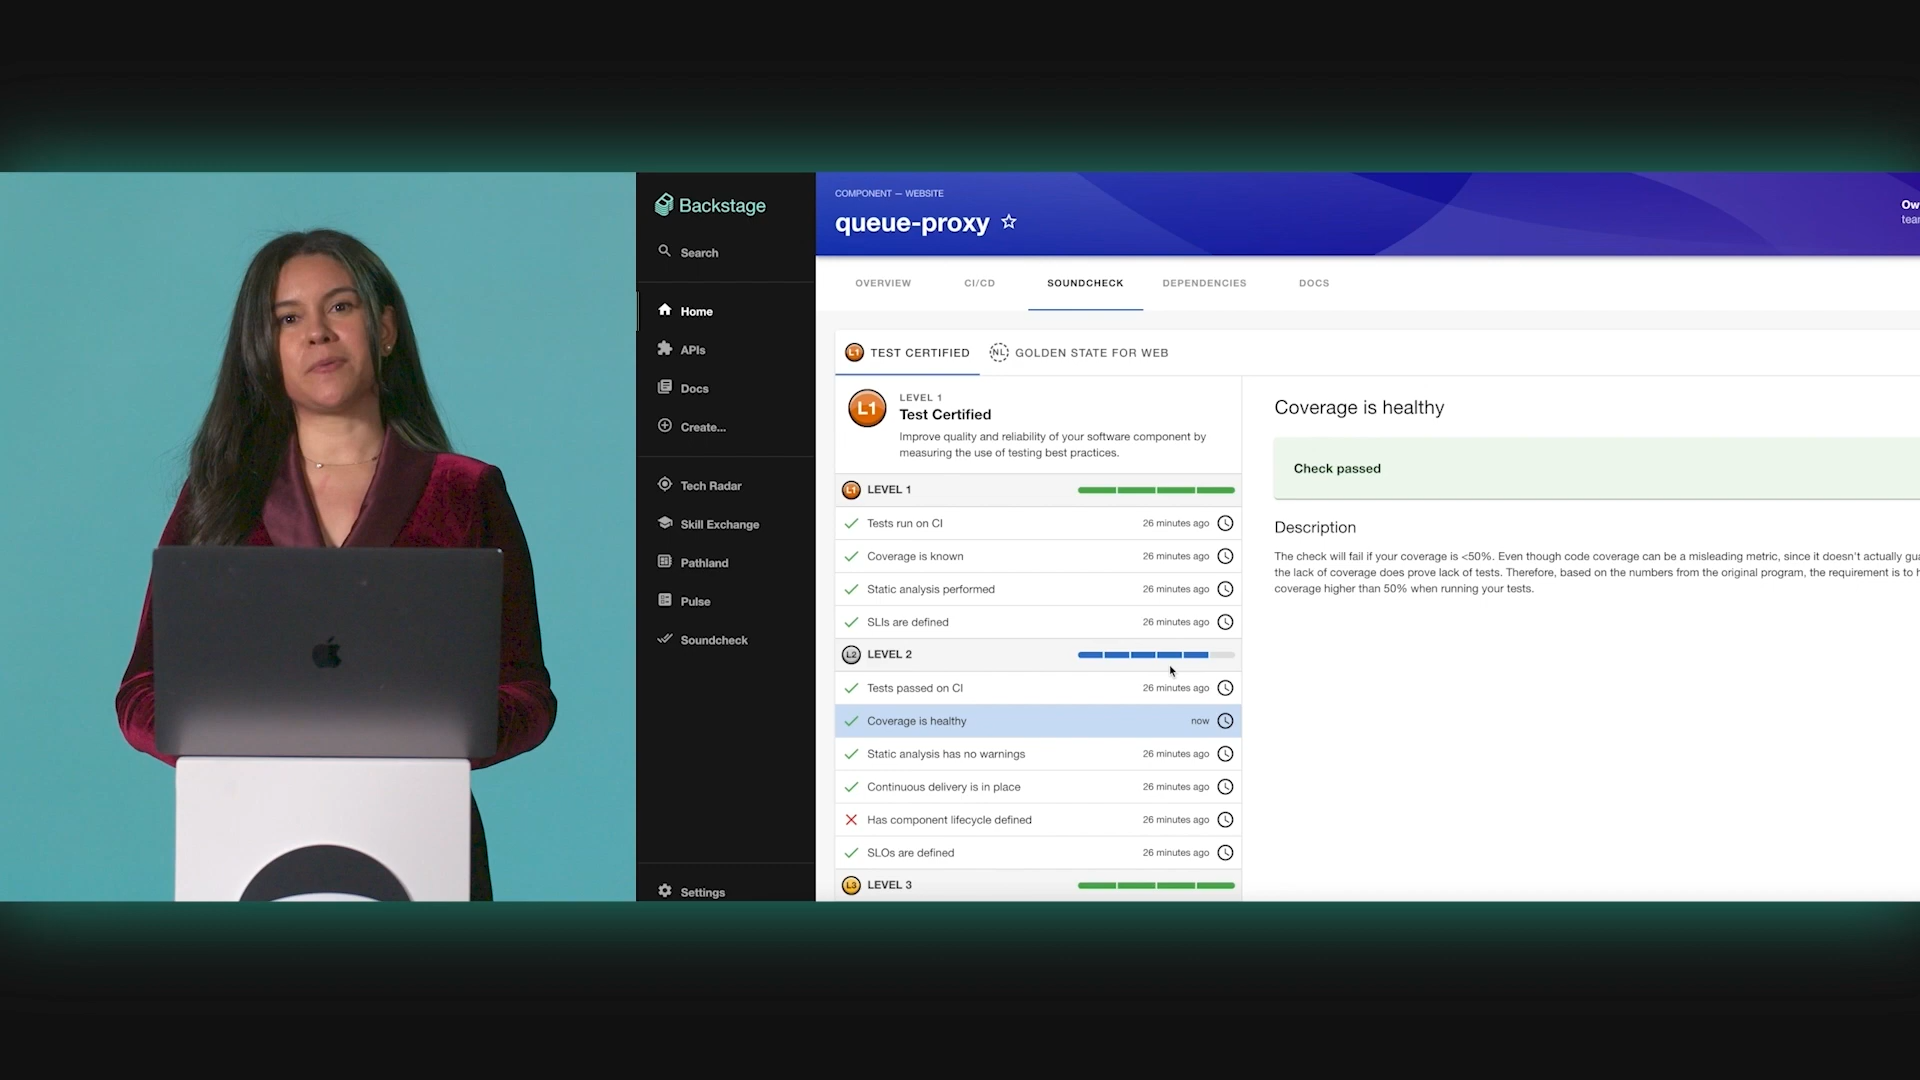 Backstage
Search
Home
APIs
Docs
Create...
Tech Radar
Skill Exchange
Pathland
Pulse
Soundcheck
Settings
COMPONENT — WEBSITE
queue-proxy
Ow
tear
OVERVIEW
CI/CD
SOUNDCHECK
DEPENDENCIES
DOCS
L1 TEST CERTIFIED
NL GOLDEN STATE FOR WEB
L1
LEVEL 1
Test Certified
Improve quality and reliability of your software component by
measuring the use of testing best practices.
L1 LEVEL 1
Tests run on CI 26 minutes ago
Coverage is known 26 minutes ago
Static analysis performed 26 minutes ago
SLIs are defined 26 minutes ago
L2 LEVEL 2
Tests passed on CI 26 minutes ago
Coverage is healthy now
Static analysis has no warnings 26 minutes ago
Continuous delivery is in place 26 minutes ago
Has component lifecycle defined 26 minutes ago
SLOs are defined 26 minutes ago
L3 LEVEL 3
Coverage is healthy
Check passed
Description
The check will fail if your coverage is <50%. Even though code coverage can be a misleading metric, since it doesn't actually gua
the lack of coverage does prove lack of tests. Therefore, based on the numbers from the original program, the requirement is to h
coverage higher than 50% when running your tests.